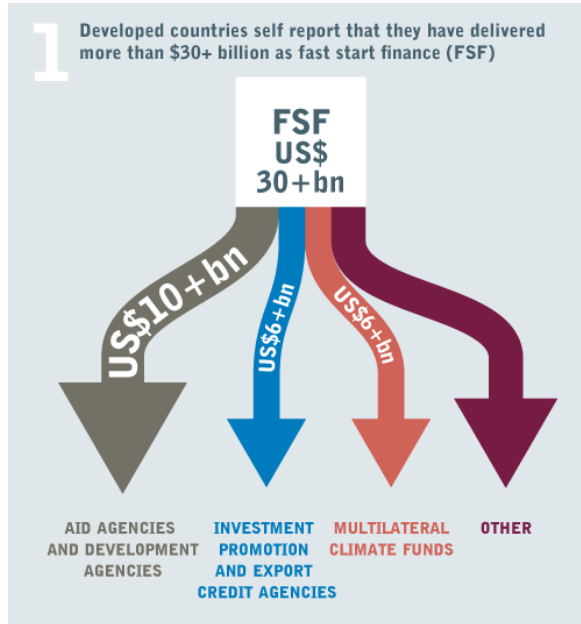 1
Developed countries self report that they have delivered
more than $30+ billion as fast start finance (FSF)
FSF
US$
30+bn
US$10+bn
US$6+bn
US$6+bn
AID AGENCIES
AND DEVELOPMENT
AGENCIES
INVESTMENT
PROMOTION
AND EXPORT
CREDIT AGENCIES
MULTILATERAL
CLIMATE FUNDS
OTHER